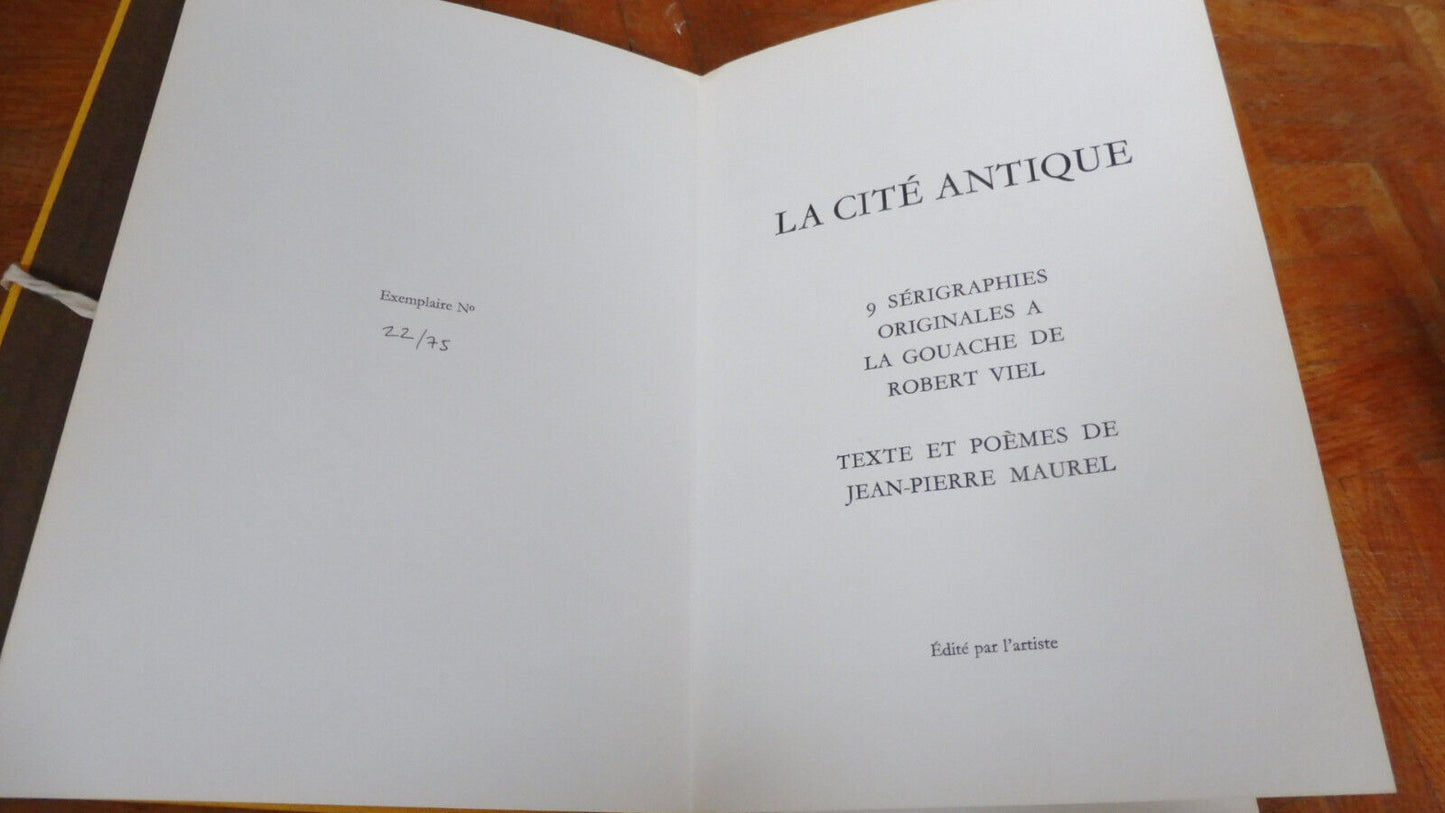 Exemplaire Nº
22/75
LA CITÉ ANTIQUE
9 SÉRIGRAPHIES
ORIGINALES A
LA GOUACHE DE
ROBERT VIEL
TEXTE ET POÈMES DE
JEAN-PIERRE MAUREL
Édité par l'artiste